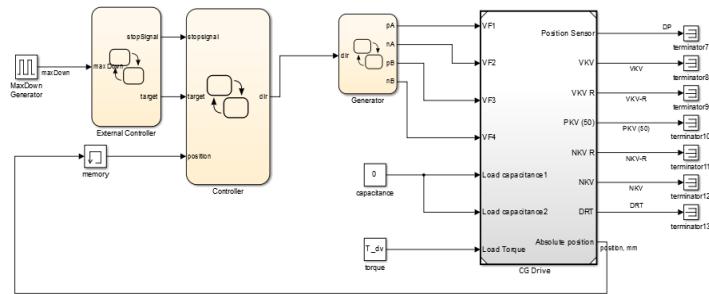 stopSignal
maxDown
maxDown
target
MaxDown
Generator
External Controller
memory
stopsignal
target
position
dir
Controller
dir
pA
nA
pB
nB
Generator
0
capacitance
T_dv
torque
VF1
VF2
VF3
VF4
Load capacitance1
Load capacitance2
Load Torque
Position Sensor
VKV
VKV R
PKV (50)
NKV R
NKV
DRT
Absolute position
CG Drive
DP
VKV
VKV-R
PKV (50)
NKV-R
NKV
DRT
position, mm
terminator7
terminator8
terminator9
terminator10
terminator11
terminator12
terminator13